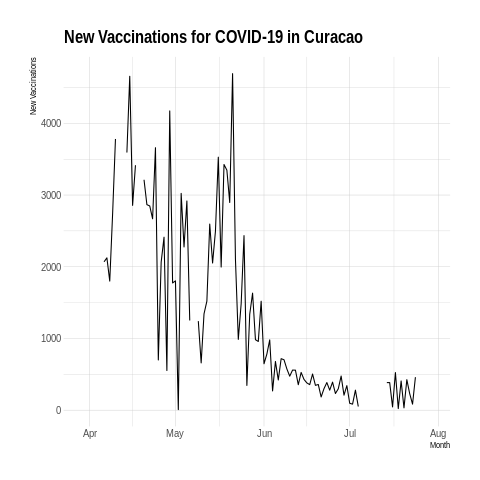 New Vaccinations for COVID-19 in Curacao
New Vaccinations
4000
3000
2000
1000
0
Apr May Jun Jul Aug
Month